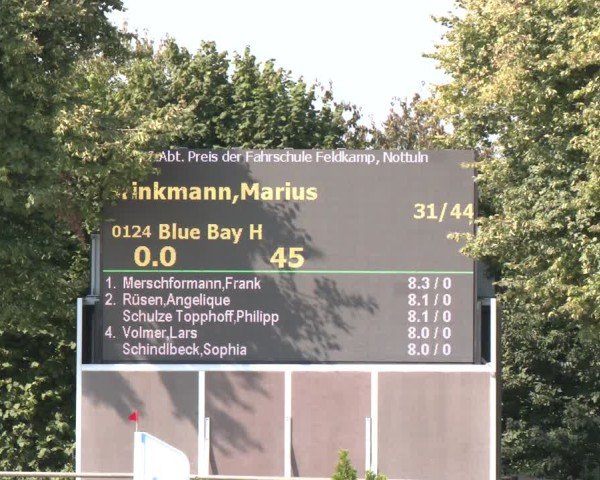 Abt. Preis der Fahrschule Feldkamp, Nottuln
inkmann,Marius
31/44
0124 Blue Bay H
0.0 45
1. Merschformann,Frank 8.3 / 0
2. Rüsen,Angelique 8.1 / 0
Schulze Topphoff,Philipp 8.1 / 0
4. Volmer,Lars 8.0 / 0
Schindlbeck,Sophia 8.0 / 0